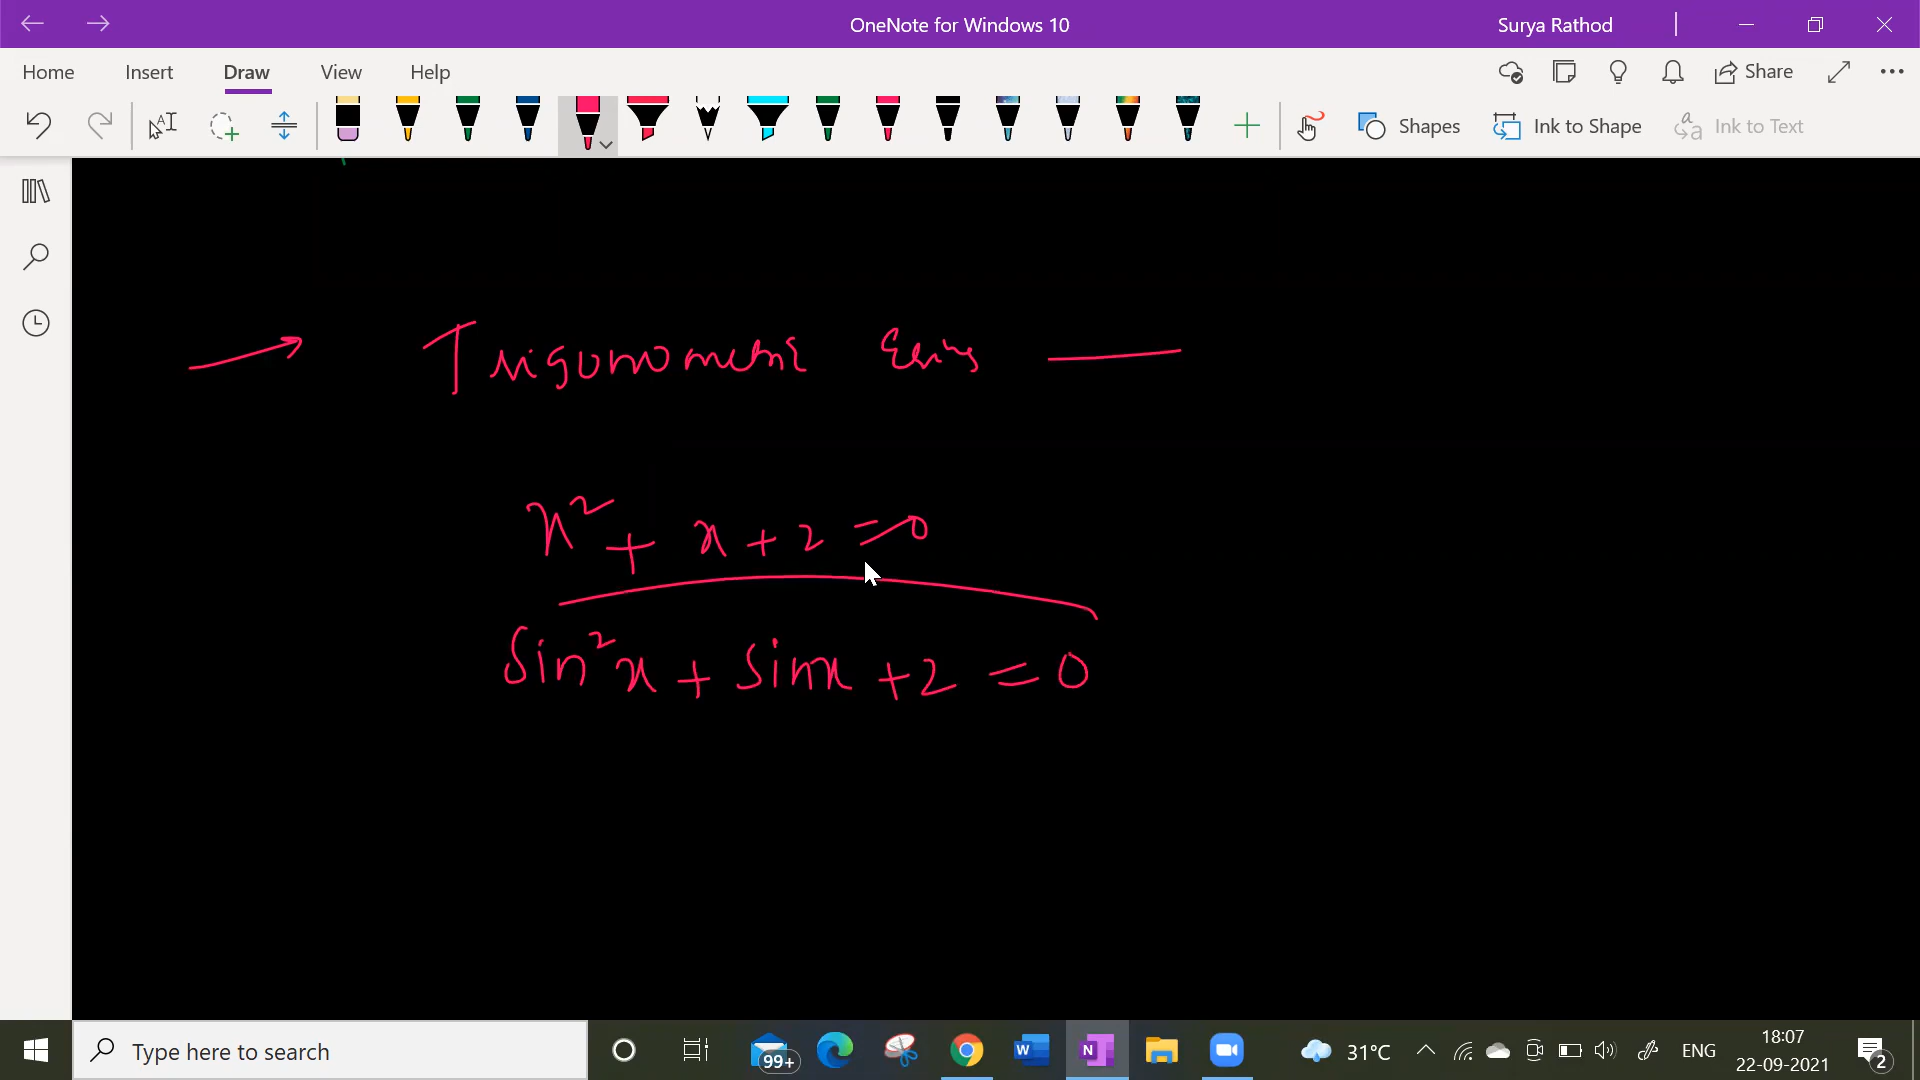 OneNote for Windows 10 Surya Rathod
Home Insert Draw View Help Share
Shapes Ink to Shape Ink to Text
Trigonometric
x² + x + 2 = 0
Sin²x + Sinx + 2 = 0
Type here to search 99+ 31°C ENG 18:07
22-09-2021 2